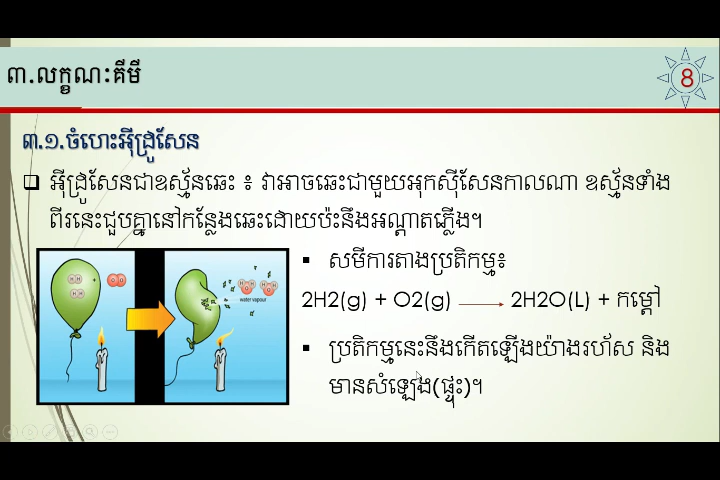 ៣.លក្ខណៈគីមី
8
៣.១.ចំហេះអ៊ីដ្រូសែន
អ៊ីដ្រូសែនជាឧស្ម័នឆេះ ៖ វាអាចឆេះជាមួយអុកស៊ីសែនកាលណា ឧស្ម័នទាំង
ពីរនេះជួបគ្នានៅកន្លែងឆេះដោយប៉ះនឹងអណ្តាតភ្លើង។
សមីការតាងប្រតិកម្ម៖
2H2(g) + O2(g) → 2H2O(L) + កម្តៅ
water vapour
ប្រតិកម្មនេះនឹងកើតឡើងយ៉ាងរហ័ស និង
មានសំឡេង(ផ្ទុះ)។